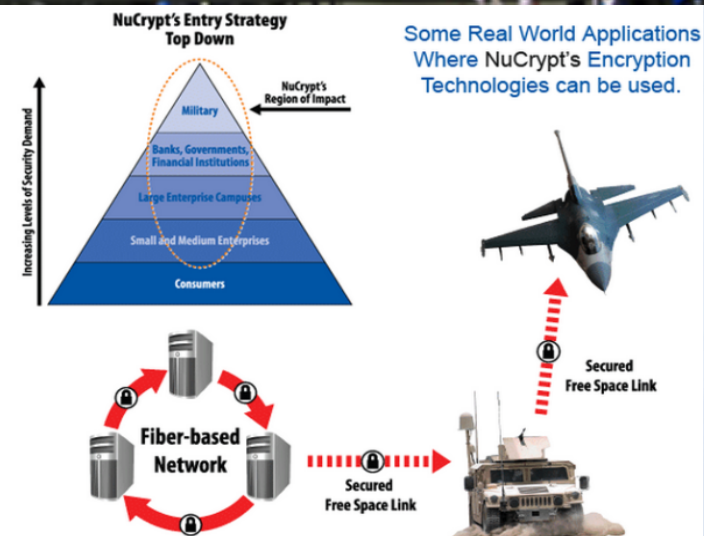 NuCrypt's Entry Strategy
Top Down
Some Real World Applications
Where NuCrypt's Encryption
Technologies can be used.
Increasing Levels of Security Demand
NuCrypt's
Region of Impact
Military
Banks, Governments,
Financial Institutions
Large Enterprise Campuses
Small and Medium Enterprises
Consumers
Fiber-based
Network
Secured
Free Space Link
Secured
Free Space Link